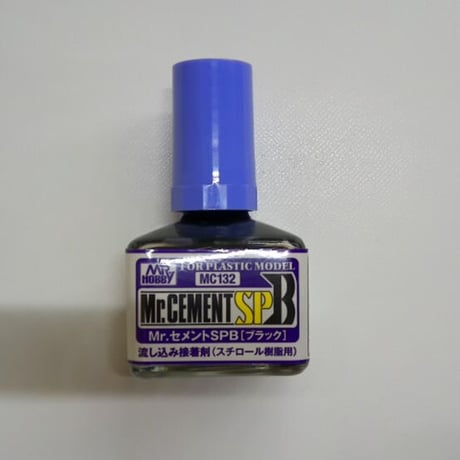 MR HOBBY
FOR PLASTIC MODEL
MC132
Mr.CEMENT SPB
Mr.セメントSPB[ブラック]
流し込み接着剤(スチロール樹脂用)